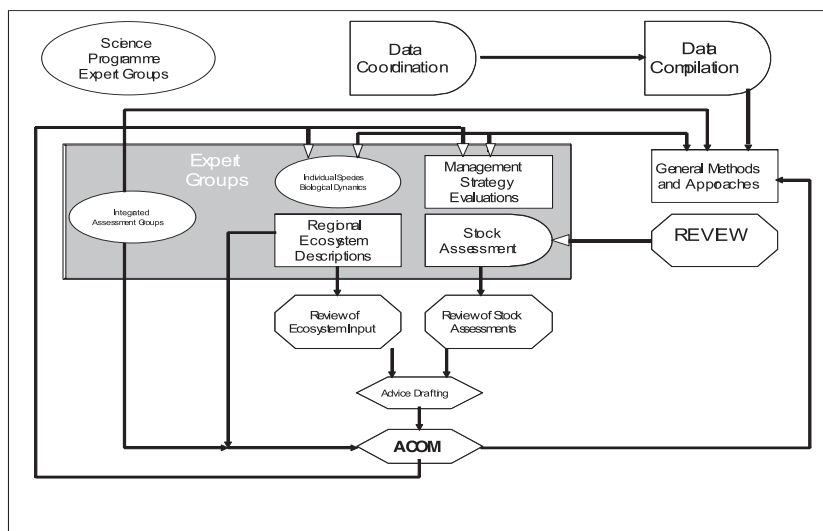 Science
Programme
Expert Groups
Data
Coordination
Data
Compilation
Expert
Groups
Individual Species
Biological Dynamics
Management
Strategy
Evaluations
General Methods
and Approaches
Integrated
Assessment Groups
Regional
Ecosystem
Descriptions
Stock
Assessment
REVIEW
Review of
Ecosystem Input
Review of Stock
Assessments
Advice Drafting
ACOM